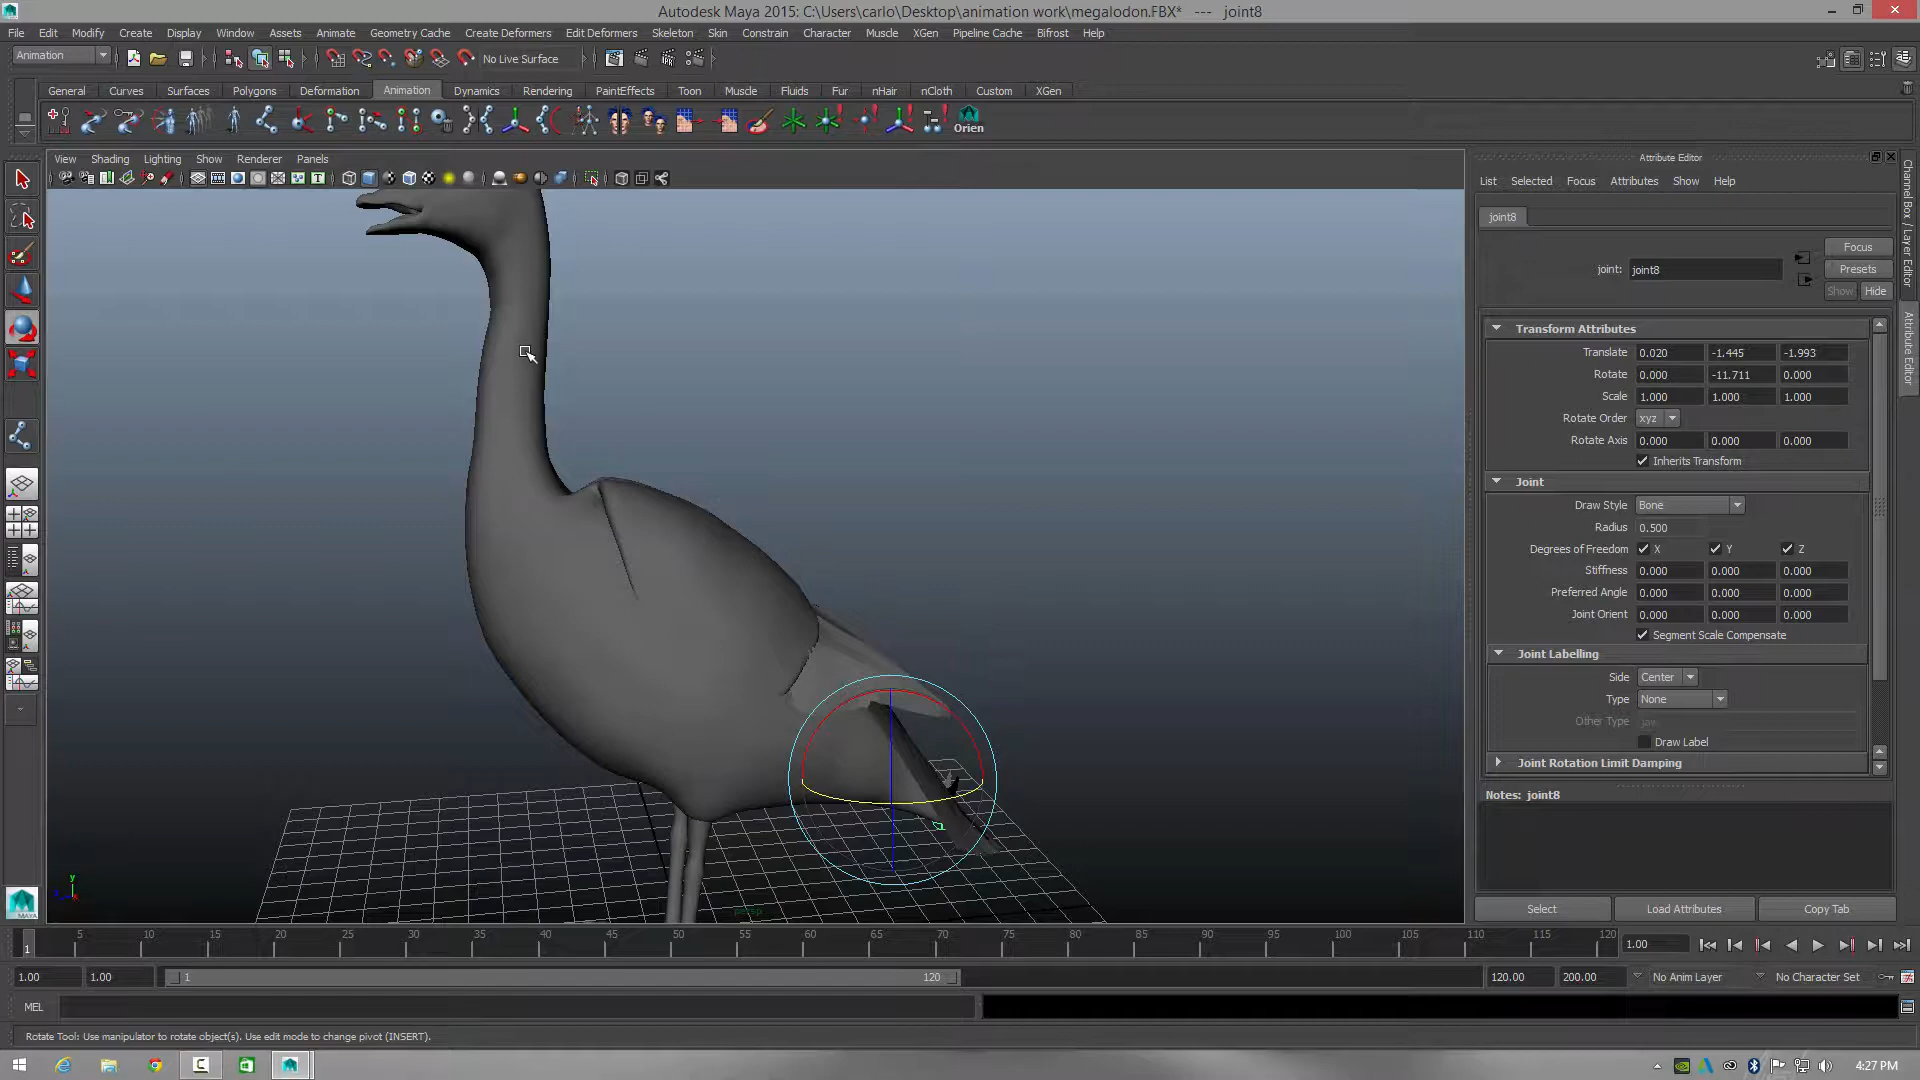 Autodesk Maya 2015: C:\Users\carlo\Desktop\animation work\megalodon.FBX* --- joint8
File Edit Modify Create Display Window Assets Animate Geometry Cache Create Deformers Edit Deformers Skeleton Skin Constrain Character Muscle XGen Pipeline Cache Bifrost Help
Animation No Live Surface
General Curves Surfaces Polygons Deformation Animation Dynamics Rendering PaintEffects Toon Muscle Fluids Fur nHair nCloth Custom XGen
Orien
View Shading Lighting Show Renderer Panels
Attribute Editor
List Selected Focus Attributes Show Help
joint8
Focus
joint: joint8
Presets
Show Hide
Transform Attributes
Translate 0.020 -1.445 -1.993
Rotate 0.000 -11.711 0.000
Scale 1.000 1.000 1.000
Rotate Order xyz
Rotate Axis 0.000 0.000 0.000
Inherits Transform
Joint
Draw Style Bone
Radius 0.500
Degrees of Freedom X Y Z
Stiffness 0.000 0.000 0.000
Preferred Angle 0.000 0.000 0.000
Joint Orient 0.000 0.000 0.000
Segment Scale Compensate
Joint Labelling
Side Center
Type None
Other Type jaw
Draw Label
Joint Rotation Limit Damping
Notes: joint8
Select Load Attributes Copy Tab
Channel Box / Layer Editor
Attribute Editor
y
persp
MAYA
1 5 10 15 20 25 30 35 40 45 50 55 60 65 70 75 80 85 90 95 100 105 110 115 120 1.00
1.00 1.00 1 120 120.00 200.00 No Anim Layer No Character Set
MEL
Rotate Tool: Use manipulator to rotate object(s). Use edit mode to change pivot (INSERT).
4:27 PM